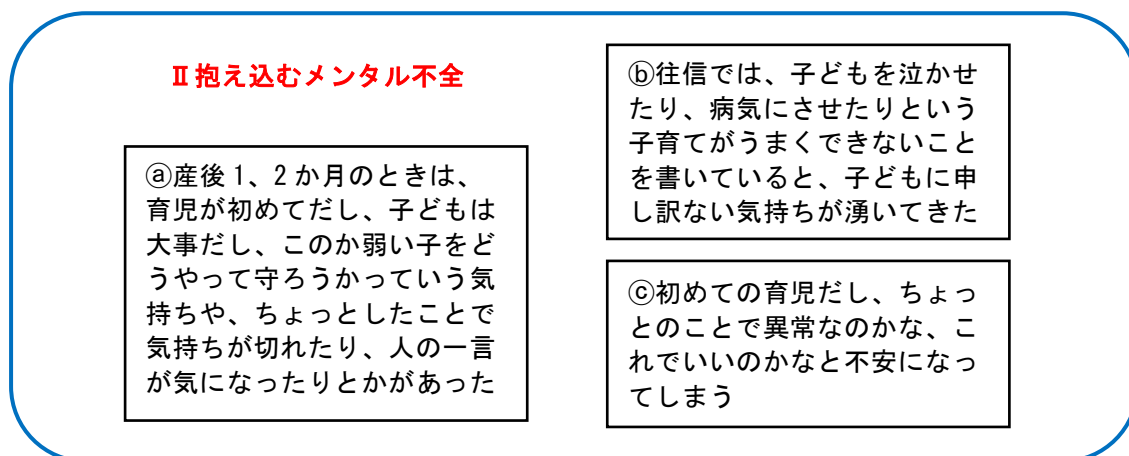 Ⅱ抱え込むメンタル不全
ⓐ産後1、2か月のときは、
育児が初めてだし、子どもは
大事だし、このか弱い子をど
うやって守ろうかっていう気
持ちや、ちょっとしたことで
気持ちが切れたり、人の一言
が気になったりとかがあった
ⓑ往信では、子どもを泣かせ
たり、病気にさせたりという
子育てがうまくできないこと
を書いていると、子どもに申
し訳ない気持ちが湧いてきた
ⓒ初めての育児だし、ちょっ
とのことで異常なのかな、こ
れでいいのかなと不安になっ
てしまう